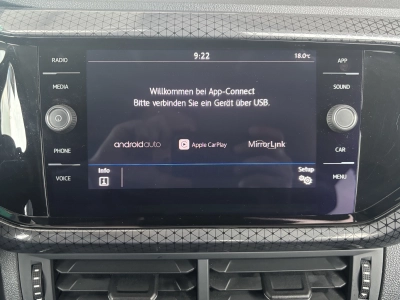 RADIO
MEDIA
PHONE
VOICE
9:22
18.0°C
Willkommen bei App-Connect
Bitte verbinden Sie ein Gerät über USB.
androidauto
Apple CarPlay
MirrorLink
Info
Setup
APP
SOUND
CAR
MENU